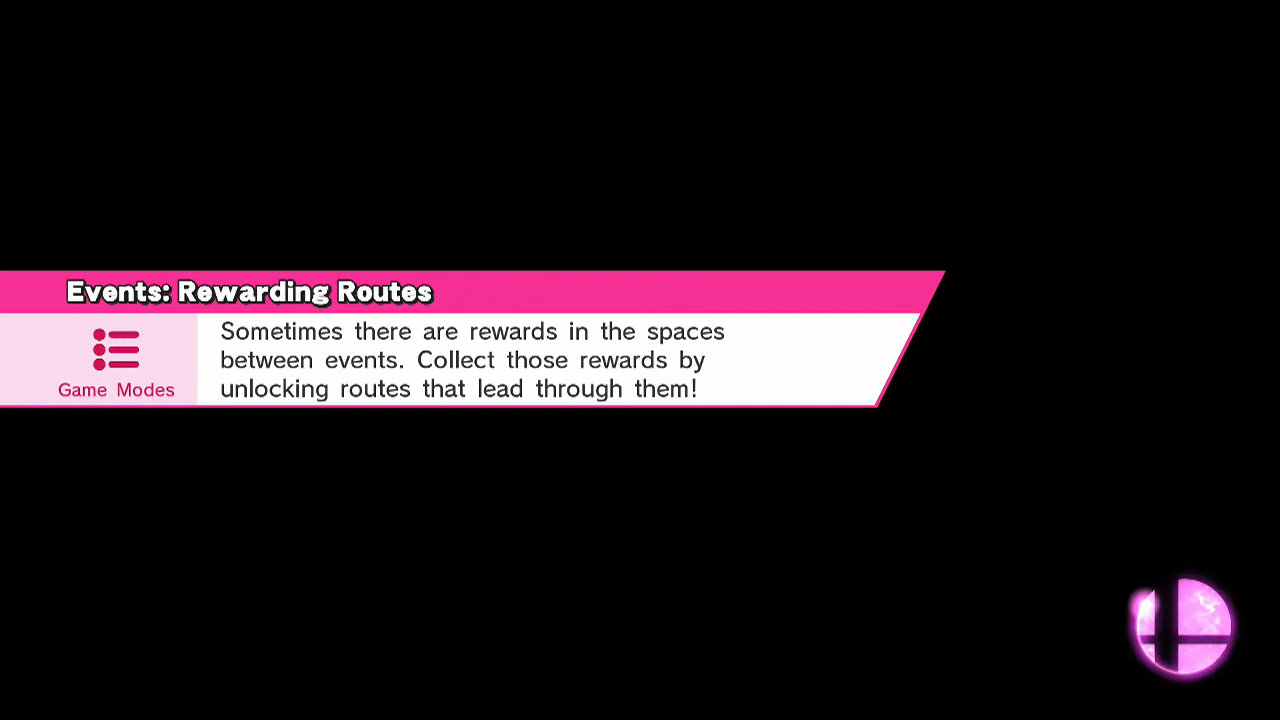 Events: Rewarding Routes
Game Modes
Sometimes there are rewards in the spaces
between events. Collect those rewards by
unlocking routes that lead through them!